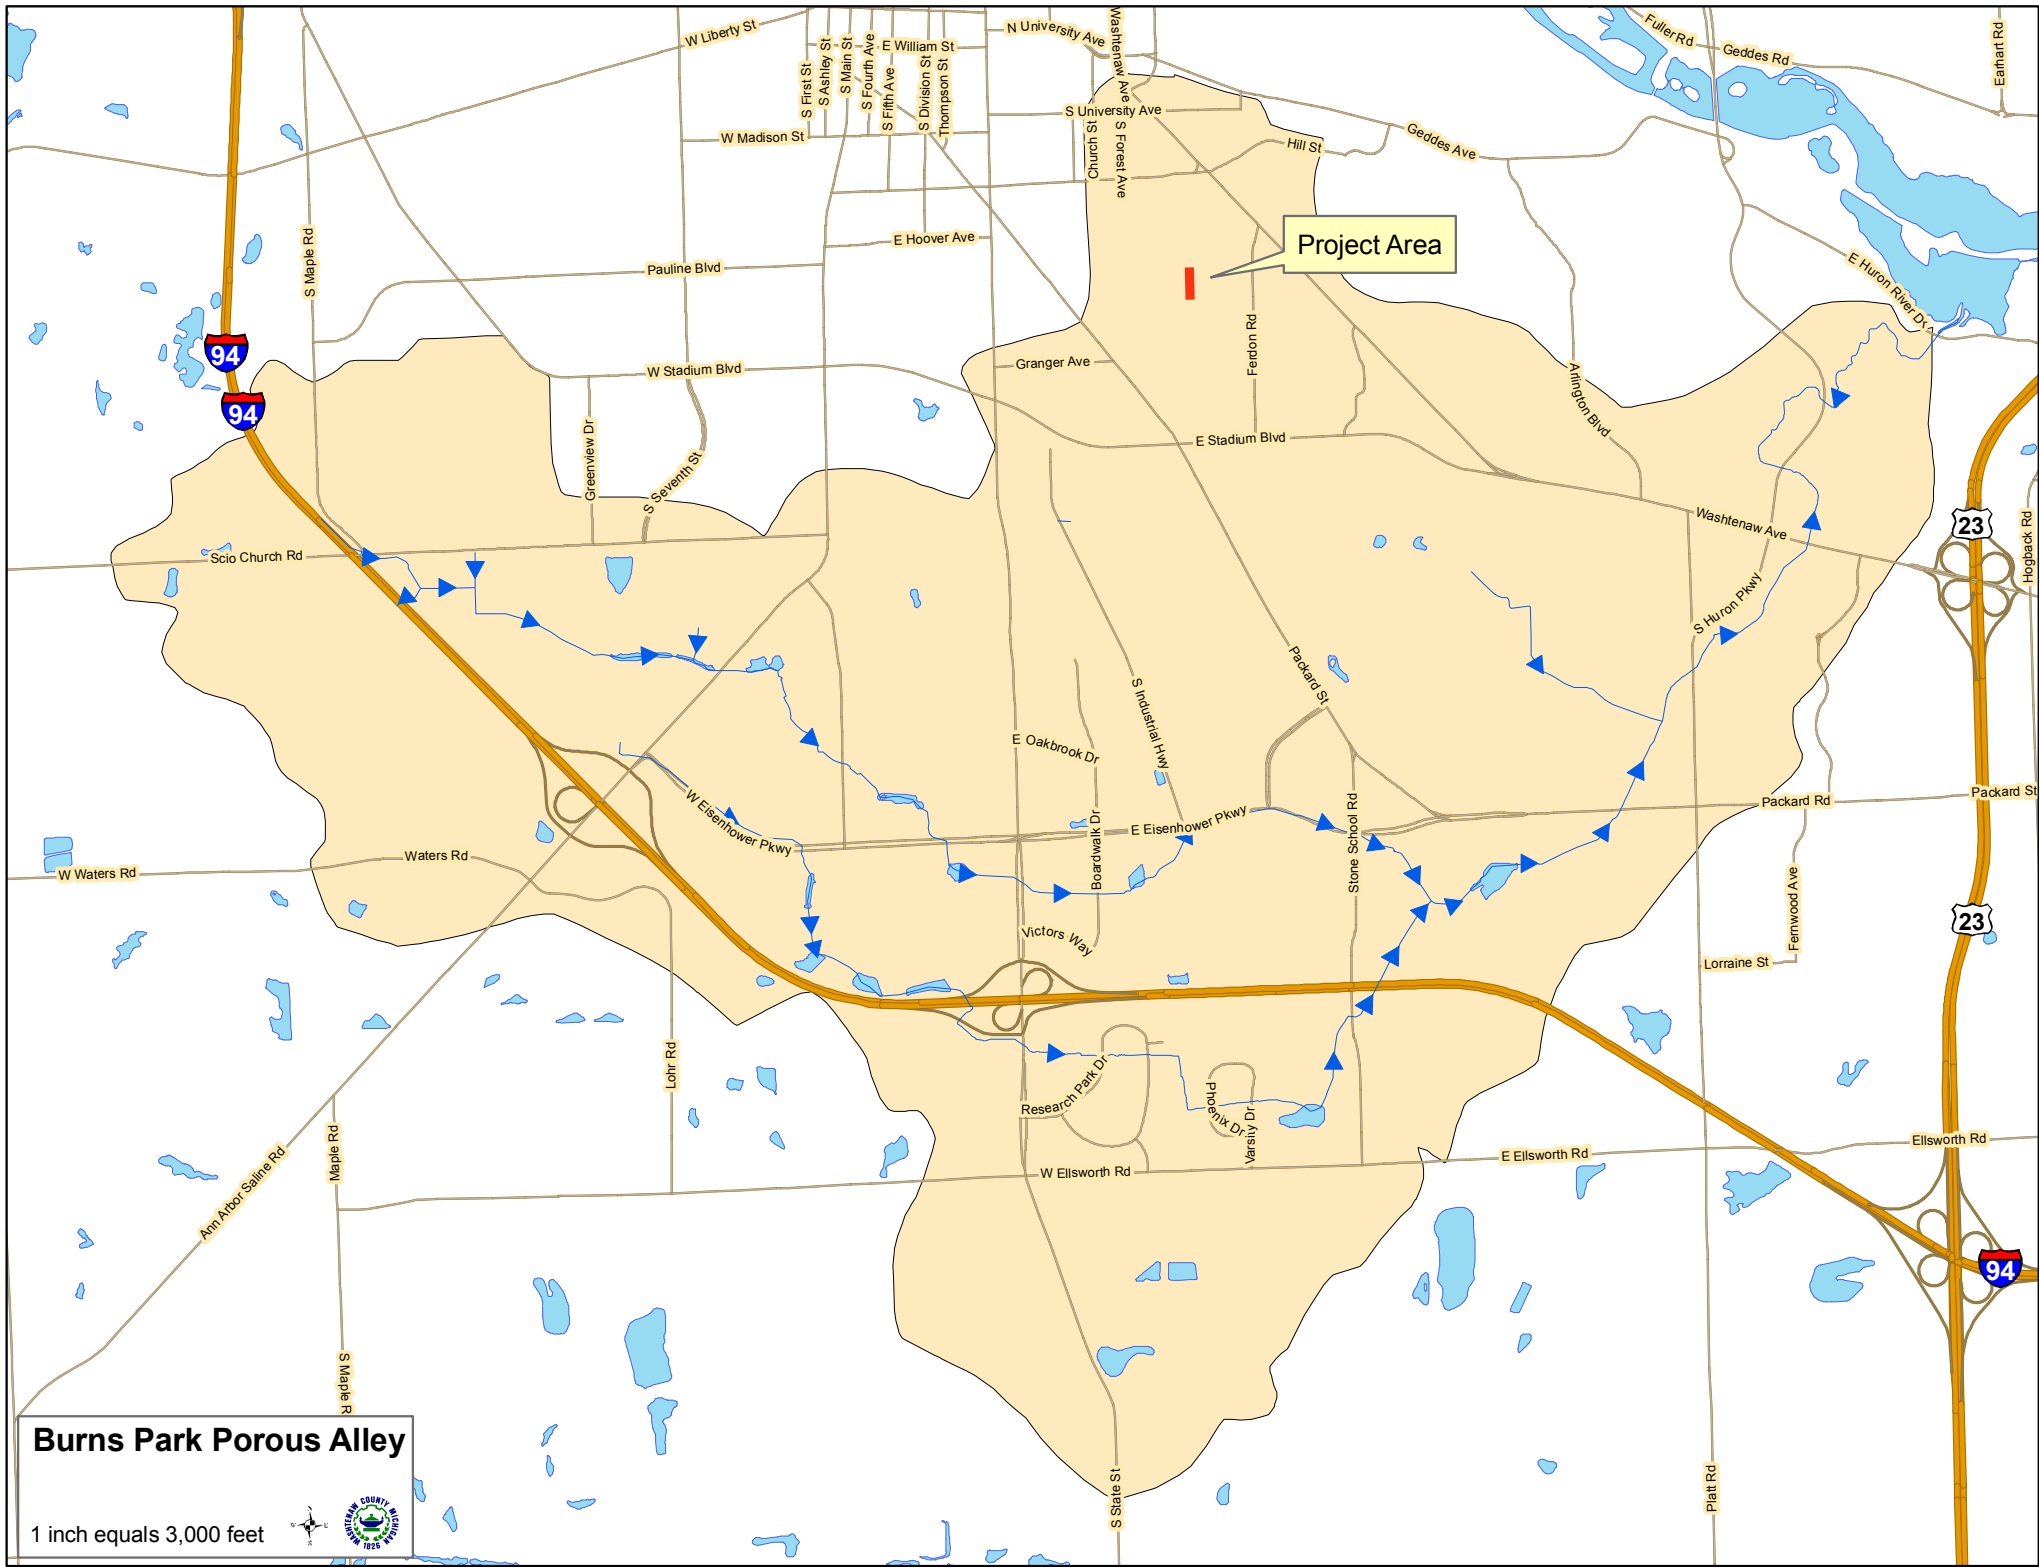 W Liberty St
E William St
N University Ave
Washtenaw Ave
Fuller Rd
Geddes Rd
Earhart Rd
S First St
S Ashley St
S Main St
S Fourth Ave
S Fifth Ave
S Division St
Thompson St
W Madison St
S University Ave
Church St
S Forest Ave
Hill St
Geddes Ave
S Maple Rd
E Hoover Ave
Pauline Blvd
Project Area
E Huron River Dr
94
94
W Stadium Blvd
Granger Ave
Ferdon Rd
Arlington Blvd
Greenview Dr
S Seventh St
E Stadium Blvd
Washtenaw Ave
23
Hogback Rd
Scio Church Rd
S Huron Pkwy
Packard St
S Industrial Hwy
E Oakbrook Dr
W Eisenhower Pkwy
E Eisenhower Pkwy
Boardwalk Dr
Stone School Rd
Packard Rd
Packard St
W Waters Rd
Waters Rd
Fernwood Ave
23
Victors Way
Lorraine St
Lohr Rd
Research Park Dr
Phoenix Dr
Varsity Dr
Maple Rd
Ann Arbor Saline Rd
W Ellsworth Rd
E Ellsworth Rd
Ellsworth Rd
94
S Maple R
S State St
Platt Rd
Burns Park Porous Alley
1 inch equals 3,000 feet
N
W
E
S
WASHTENAW COUNTY MICHIGAN
1826